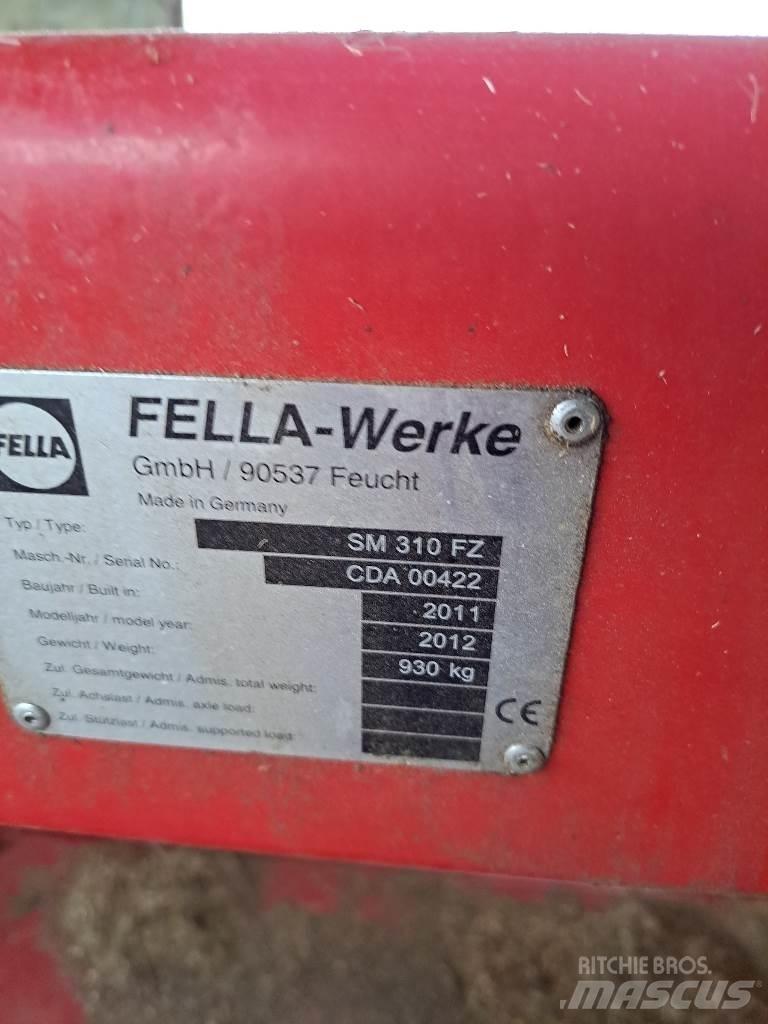 FELLA
FELLA-Werke
GmbH / 90537 Feucht
Made in Germany
Typ / Type: SM 310 FZ
Masch.-Nr. / Serial No.: CDA 00422
Baujahr / Built in: 2011
Modelljahr / model year: 2012
Gewicht / Weight: 930 kg
Zul. Gesamtgewicht / Admis. total weight:
Zul. Achslast / Admis. axle load:
Zul. Stützlast / Admis. supported load:
CE
RITCHIE BROS.
MASCUS